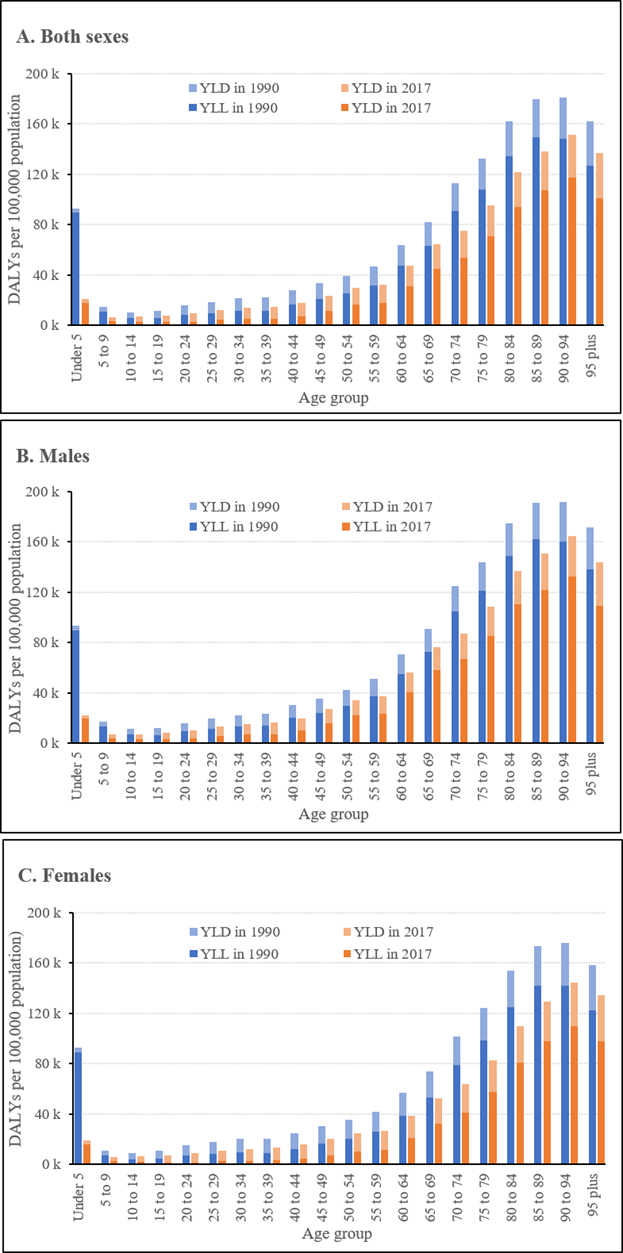 A. Both sexes
DALYs per 100,000 population
200 k
160 k
120 k
80 k
40 k
0 k
YLD in 1990
YLD in 2017
YLL in 1990
YLD in 2017
Under 5
5 to 9
10 to 14
15 to 19
20 to 24
25 to 29
30 to 34
35 to 39
40 to 44
45 to 49
50 to 54
55 to 59
60 to 64
65 to 69
70 to 74
75 to 79
80 to 84
85 to 89
90 to 94
95 plus
Age group
B. Males
DALYs per 100,000 population
200 k
160 k
120 k
80 k
40 k
0 k
YLD in 1990
YLD in 2017
YLL in 1990
YLL in 2017
Under 5
5 to 9
10 to 14
15 to 19
20 to 24
25 to 29
30 to 34
35 to 39
40 to 44
45 to 49
50 to 54
55 to 59
60 to 64
65 to 69
70 to 74
75 to 79
80 to 84
85 to 89
90 to 94
95 plus
Age group
C. Females
DALYs per 100,000 population)
200 k
160 k
120 k
80 k
40 k
0 k
YLD in 1990
YLD in 2017
YLL in 1990
YLL in 2017
Under 5
5 to 9
10 to 14
15 to 19
20 to 24
25 to 29
30 to 34
35 to 39
40 to 44
45 to 49
50 to 54
55 to 59
60 to 64
65 to 69
70 to 74
75 to 79
80 to 84
85 to 89
90 to 94
95 plus
Age group